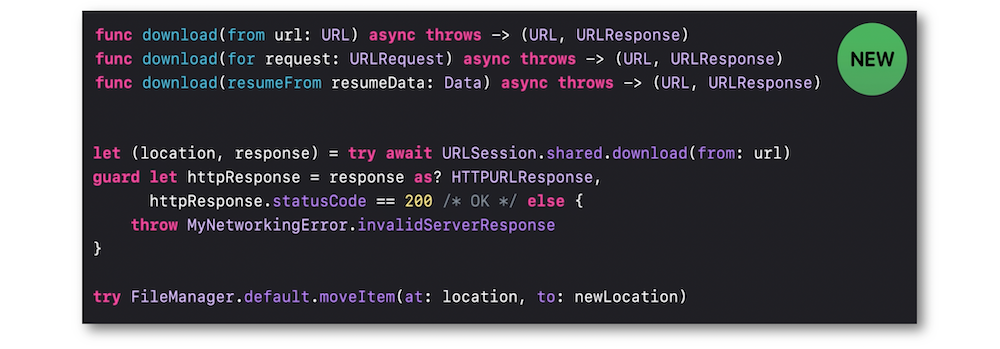 func download(from url: URL) async throws -> (URL, URLResponse)
func download(for request: URLRequest) async throws -> (URL, URLResponse)
func download(resumeFrom resumeData: Data) async throws -> (URL, URLResponse)
NEW
let (location, response) = try await URLSession.shared.download(from: url)
guard let httpResponse = response as? HTTPURLResponse,
      httpResponse.statusCode == 200 /* OK */ else {
    throw MyNetworkingError.invalidServerResponse
}
try FileManager.default.moveItem(at: location, to: newLocation)